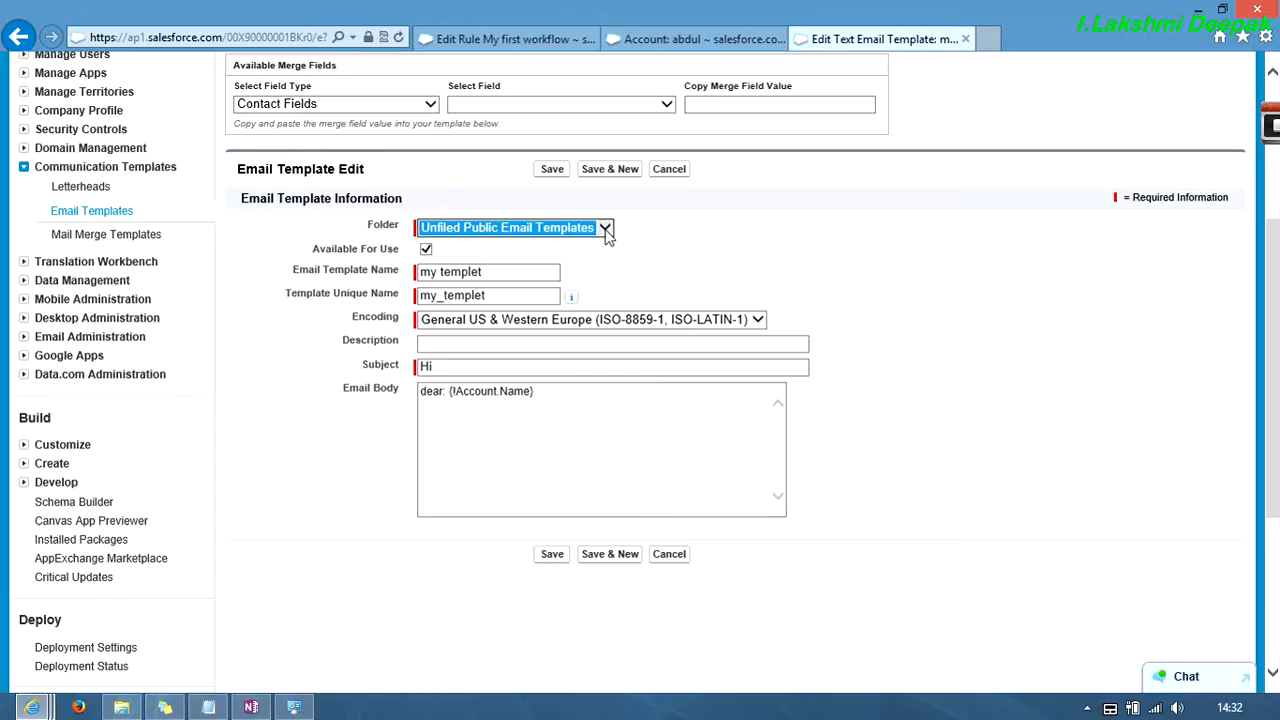 I.Lakshmi Deepak
https://ap1.salesforce.com/00X90000001BKr0/e?
Edit Rule My first workflow ~ s...
Account: abdul ~ salesforce.co...
Edit Text Email Template: m...
Manage Users
Manage Apps
Manage Territories
Company Profile
Security Controls
Domain Management
Communication Templates
Letterheads
Email Templates
Mail Merge Templates
Translation Workbench
Data Management
Mobile Administration
Desktop Administration
Email Administration
Google Apps
Data.com Administration
Build
Customize
Create
Develop
Schema Builder
Canvas App Previewer
Installed Packages
AppExchange Marketplace
Critical Updates
Deploy
Deployment Settings
Deployment Status
Available Merge Fields
Select Field Type Select Field Copy Merge Field Value
Contact Fields
Copy and paste the merge field value into your template below.
Email Template Edit Save Save & New Cancel
Email Template Information = Required Information
Folder Unfiled Public Email Templates
Available For Use
Email Template Name my templet
Template Unique Name my_templet i
Encoding General US & Western Europe (ISO-8859-1, ISO-LATIN-1)
Description
Subject Hi
Email Body dear: {!Account.Name}
Save Save & New Cancel
Chat
14:32